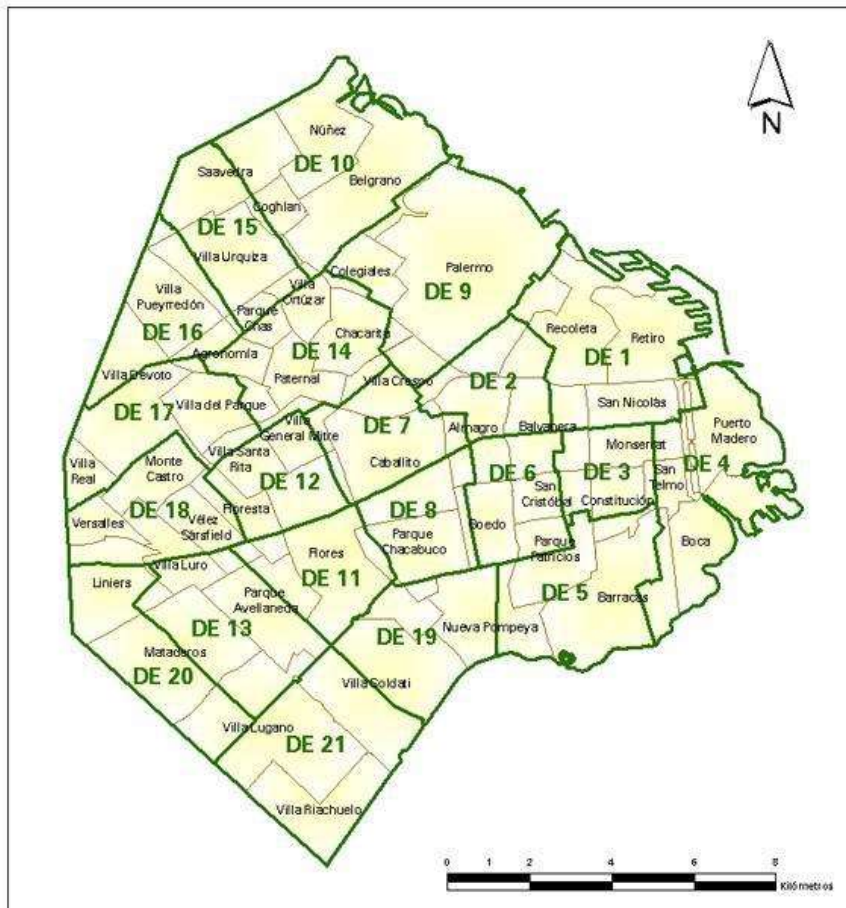 N
Núñez
DE 10
Saavedra
Belgrano
Coghlan
DE 15
Villa Urquiza
Colegiales
Palermo
DE 9
Villa
Pueyrredón
Villa
Ortúzar
Parque
Chas
DE 16
Chacarita
Recoleta
Retiro
DE 14
DE 1
Agronomía
Villa Devoto
Paternal
Villa Crespo
DE 2
DE 17
Villa del Parque
San Nicolás
Villa
General Mitre
DE 7
Almagro
Balvanera
Puerto
Madero
Monserrat
Villa Santa
Rita
Caballito
Monte
Castro
Villa
Real
DE 12
DE 6
DE 3
San
Telmo
DE 4
San
Cristóbal
Constitución
Floresta
DE 18
DE 8
Versalles
Vélez
Sársfield
Boedo
Parque
Chacabuco
Parque
Patricios
Boca
Flores
Villa Luro
DE 11
Liniers
Parque
Avellaneda
DE 5
Barracas
DE 13
DE 19
Nueva Pompeya
Mataderos
DE 20
Villa Soldati
Villa Lugano
DE 21
Villa Riachuelo
0 1 2 4 6 8
Kilómetros